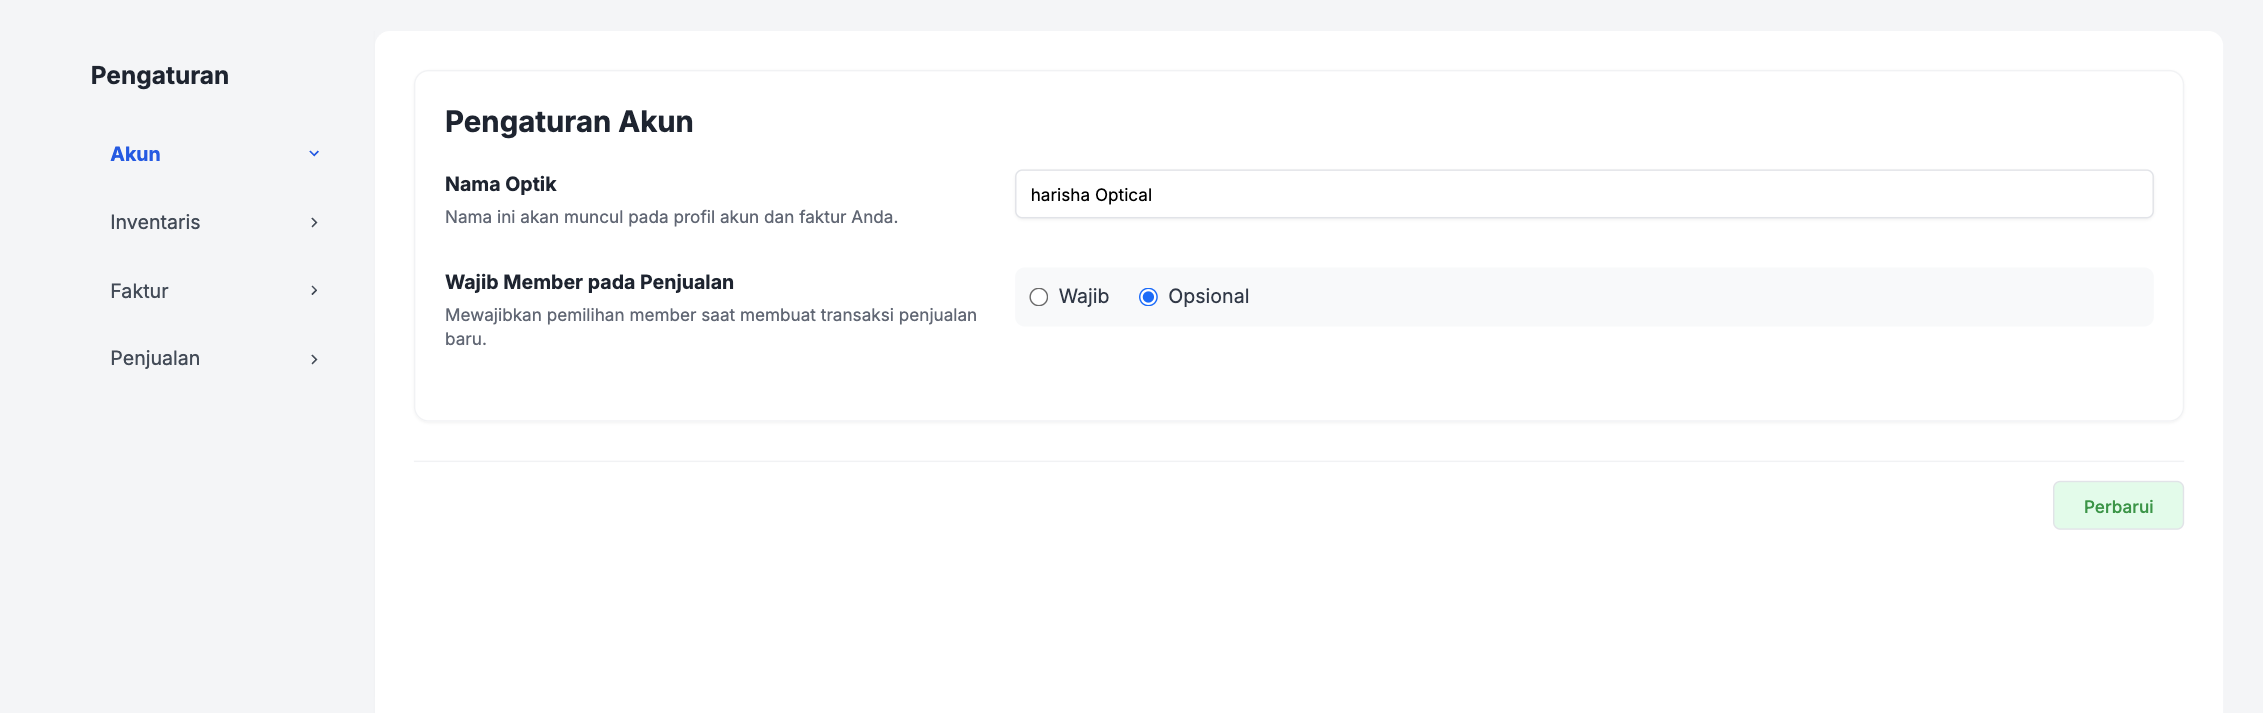 Pengaturan
Akun
Inventaris
Faktur
Penjualan
Pengaturan Akun
Nama Optik
Nama ini akan muncul pada profil akun dan faktur Anda.
harisha Optical
Wajib Member pada Penjualan
Mewajibkan pemilihan member saat membuat transaksi penjualan
baru.
Wajib
Opsional
Perbarui